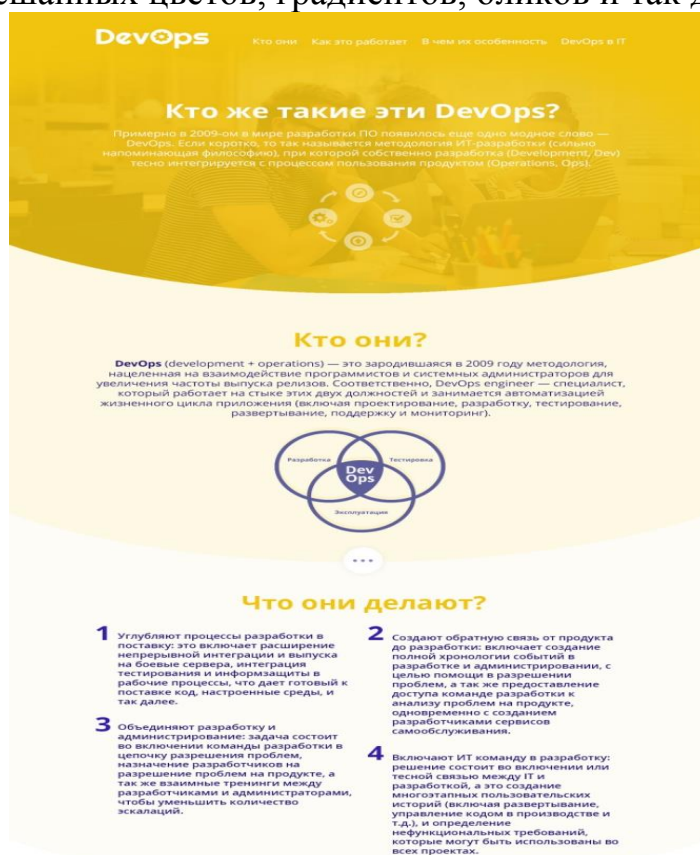 цветов, градиентов, бликов и так
DevOps
Кто они Как это работает В чем их особенность DevOps в IT
Кто же такие эти DevOps?
Примерно в 2009-ом в мире разработки ПО появилось еще одно модное слово —
DevOps. Если коротко, то так называется методология ИТ-разработки (сильно
напоминающая философию), при которой собственно разработка (Development, Dev)
тесно интегрируется с процессом пользования продуктом (Operations, Ops).
Кто они?
DevOps (development + operations) — это зародившаяся в 2009 году методология,
нацеленная на взаимодействие программистов и системных администраторов для
увеличения частоты выпуска релизов. Соответственно, DevOps engineer — специалист,
который работает на стыке этих двух должностей и занимается автоматизацией
жизненного цикла приложения (включая проектирование, разработку, тестирование,
развертывание, поддержку и мониторинг).
Разработка
Тестировка
Dev
Ops
Эксплуатация
Что они делают?
1 Углубляют процессы разработки в
поставку: это включает расширение
непрерывной интеграции и выпуска
на боевые сервера, интеграция
тестирования и информзащиты в
рабочие процессы, что дает готовый к
поставке код, настроенные среды, и
так далее.
2 Создают обратную связь от продукта
до разработки: включает создание
полной хронологии событий в
разработке и администрировании, с
целью помощи в разрешении
проблем, а так же предоставление
доступа команде разработки к
анализу проблем на продукте,
одновременно с созданием
разработчиками сервисов
самообслуживания.
3 Объединяют разработку и
администрирование: задача состоит
во включении команды разработки в
цепочку разрешения проблем,
назначение разработчиков на
разрешение проблем на продукте, а
так же взаимные тренинги между
разработчиками и администраторами,
чтобы уменьшить количество
эскалаций.
4 Включают ИТ команду в разработку:
решение состоит во включении или
тесной связью между IT и
разработкой, а это создание
многоэтапных пользовательских
историй (включая развертывание,
управление кодом в производстве и
т.д.), и определение
нефункциональных требований,
которые могут быть использованы во
всех проектах.